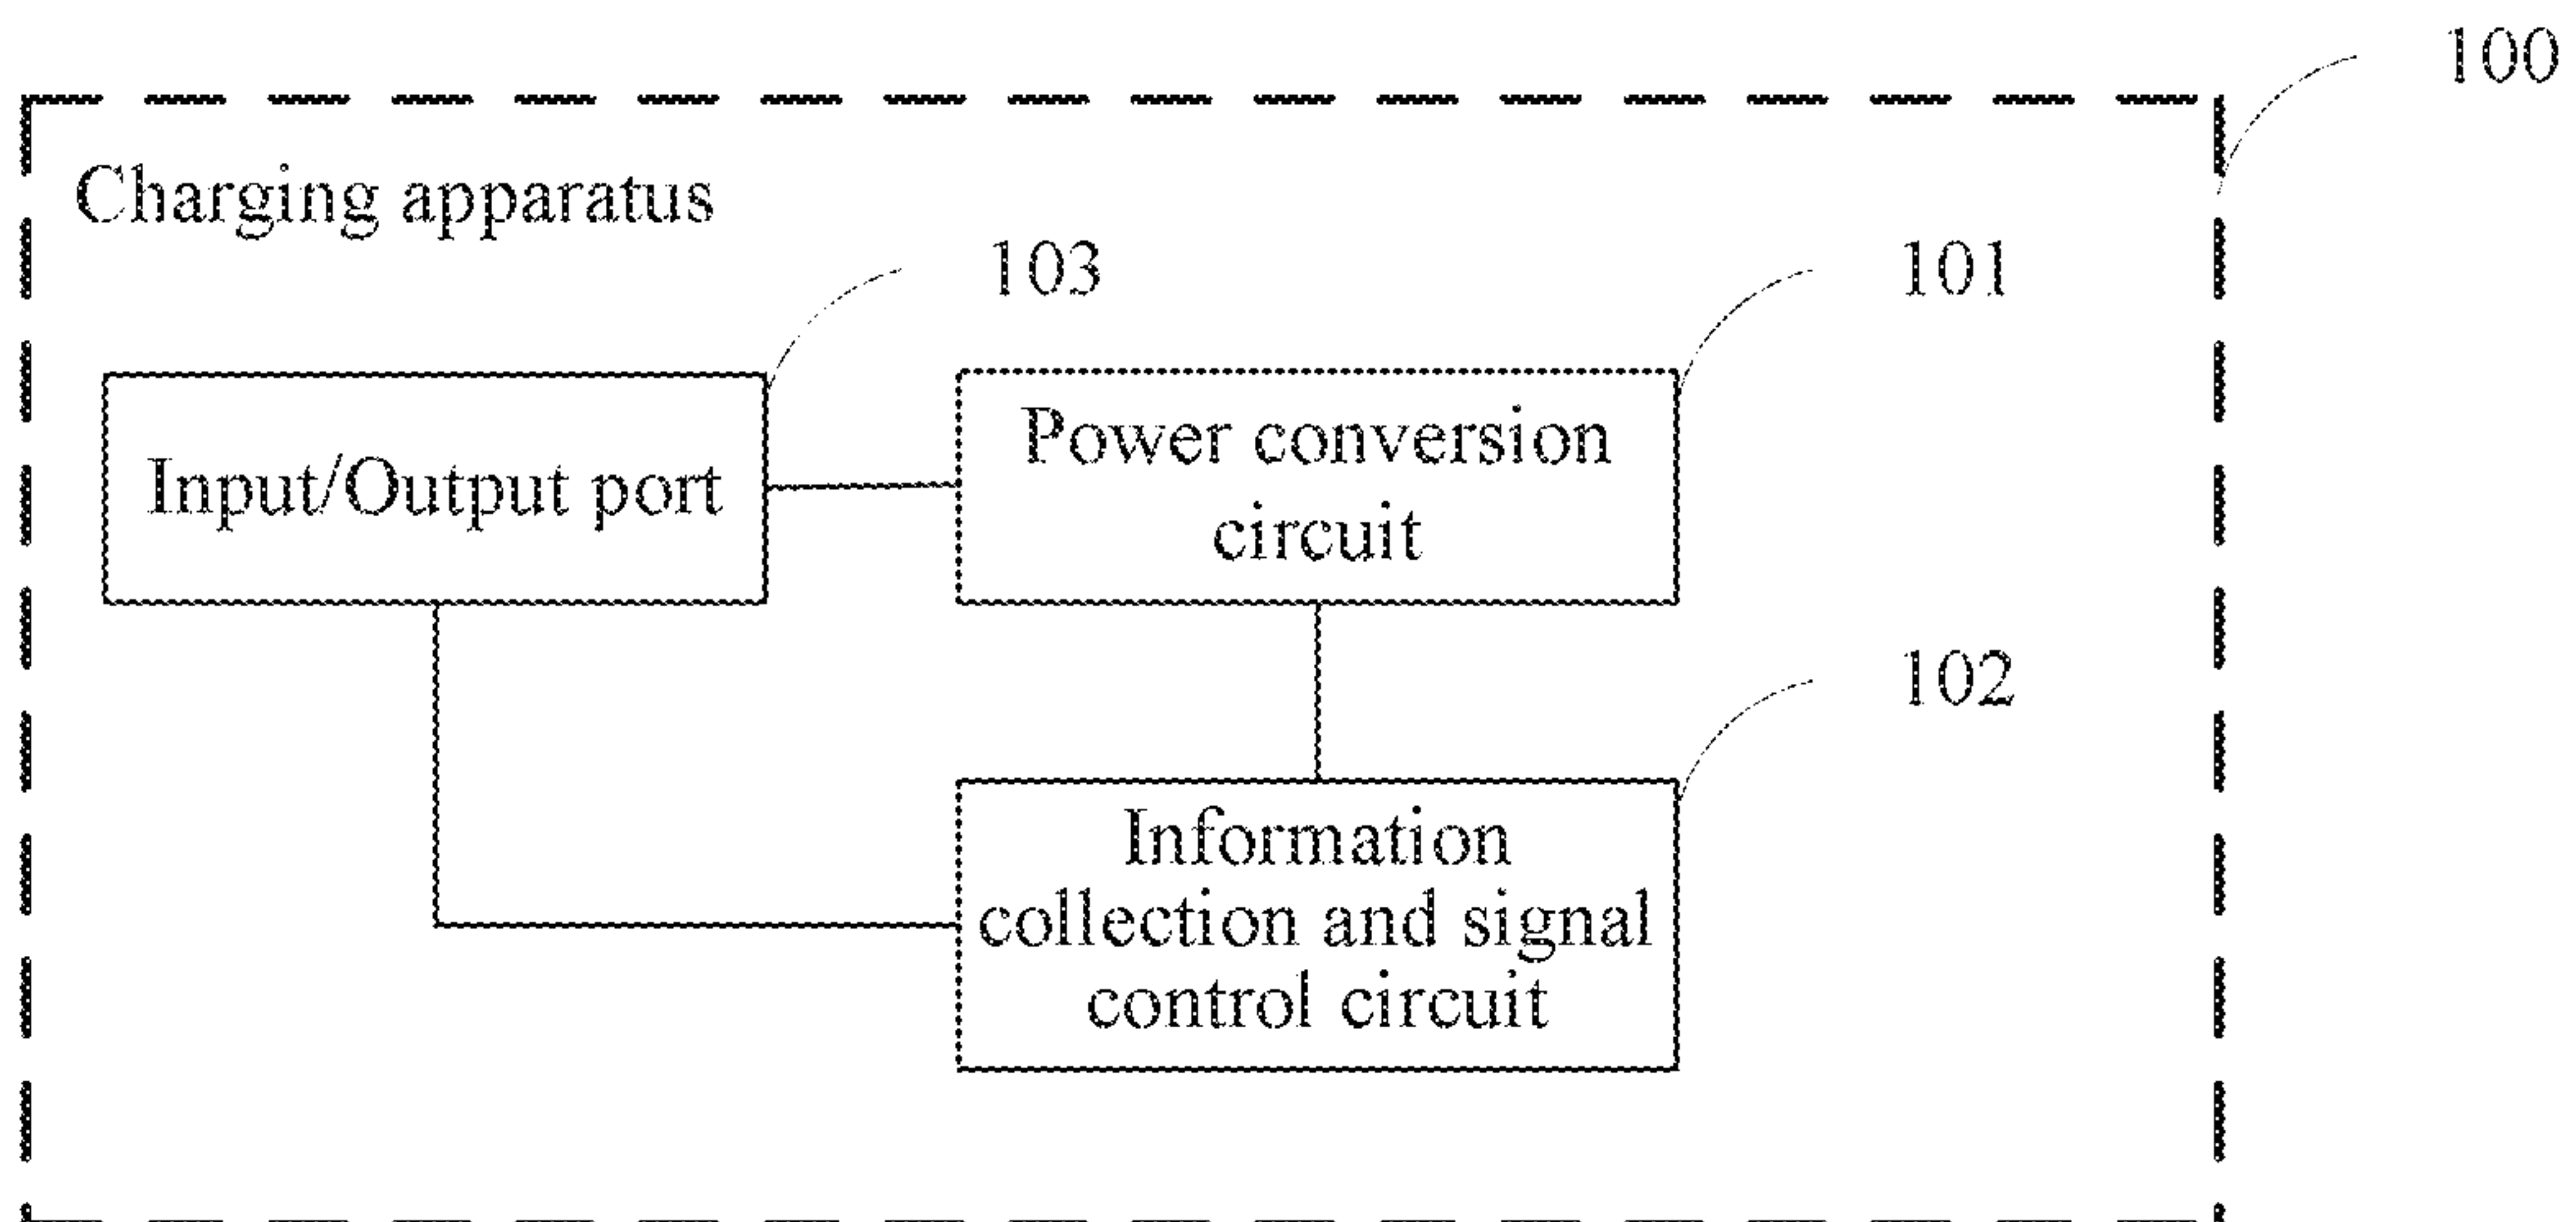 100
Charging apparatus
103
101
Input/Output port
Power conversion
circuit
102
Information
collection and signal
control circuit